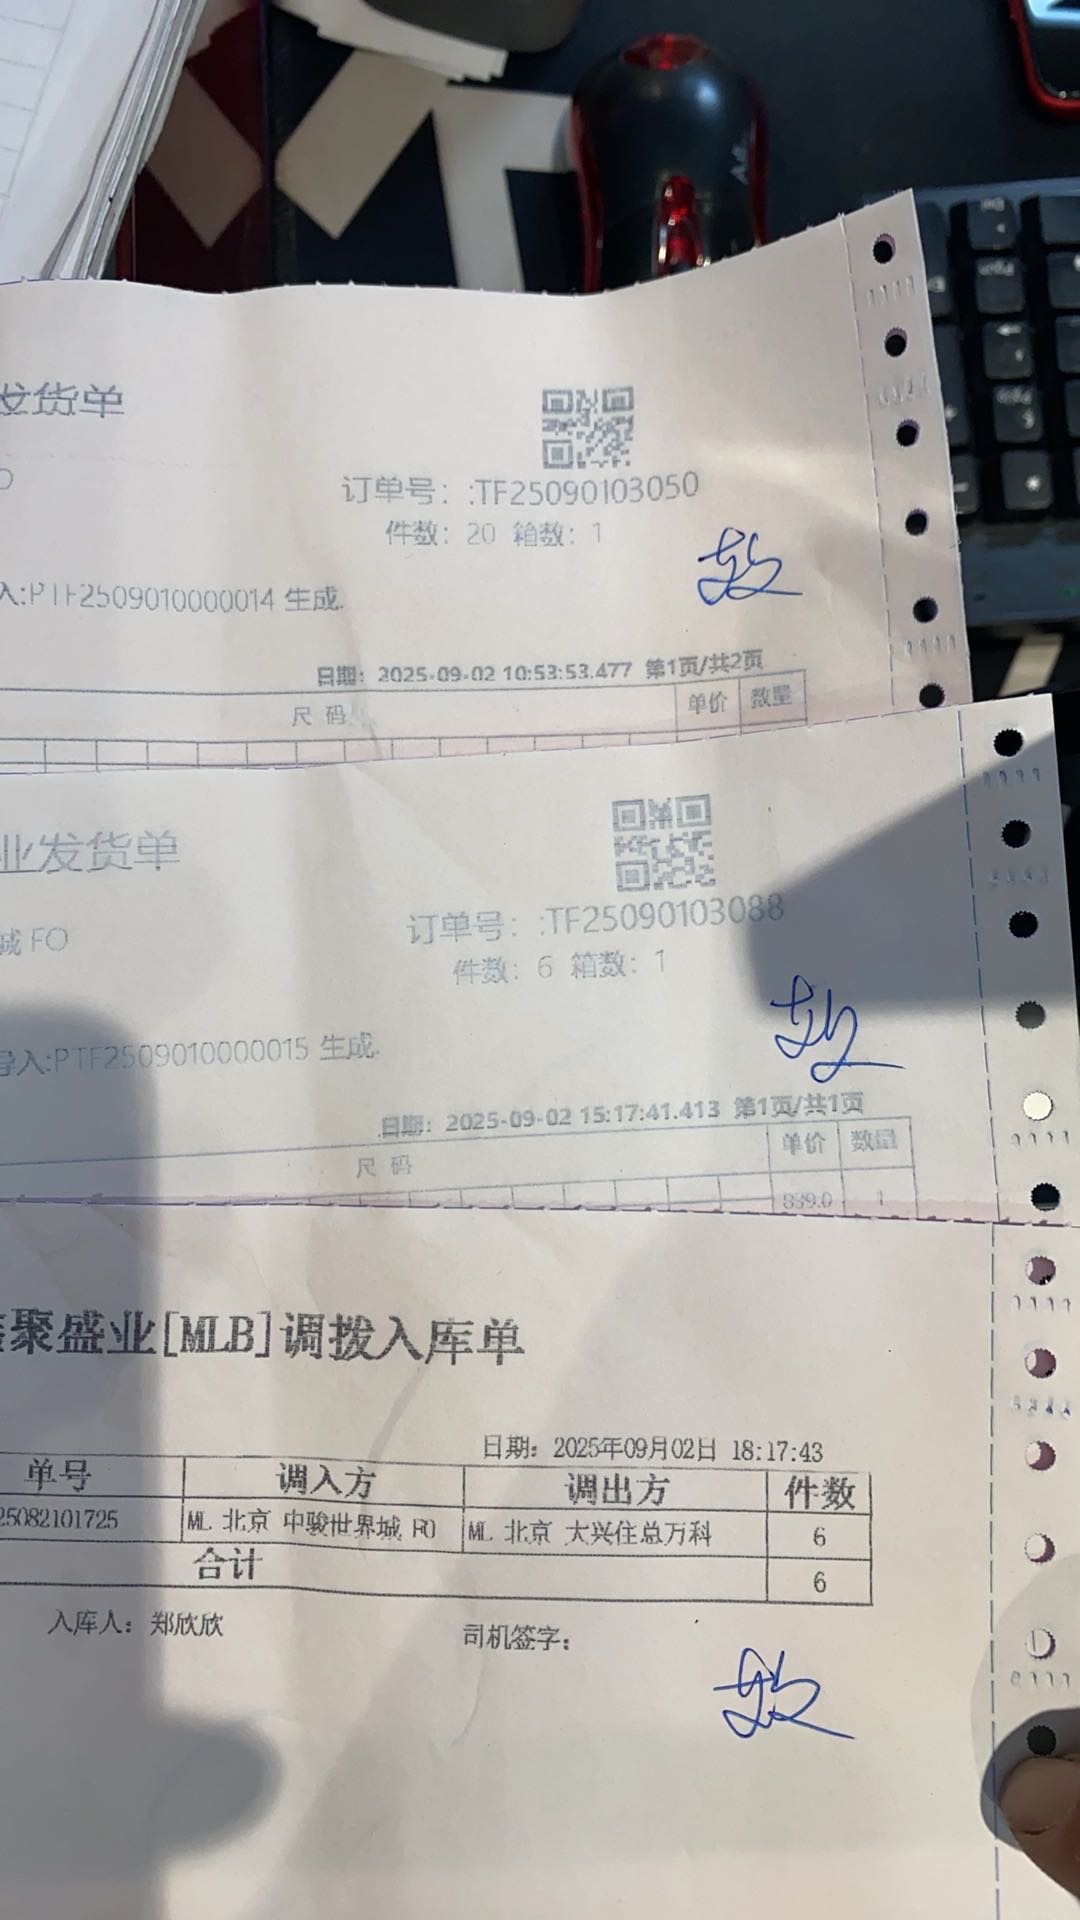 发货单
订单号：:TF25090103050
件数：20 箱数：1
入:PTF2509010000014 生成.
日期：2025-09-02 10:53:53.477 第1页/共2页
尺 码 单价 数量
业发货单
订单号：:TF25090103088
城 FO
件数：6 箱数：1
导入:PTF2509010000015 生成.
日期：2025-09-02 15:17:41.413 第1页/共1页
尺 码 单价 数量
839.0 1
聚盛业[MLB]调拨入库单
日期：2025年09月02日 18:17:43
单号 调入方 调出方 件数
25082101725 ML 北京 中骏世界城 FO ML 北京 大兴住总万科 6
合计 6
入库人：郑欣欣 司机签字：